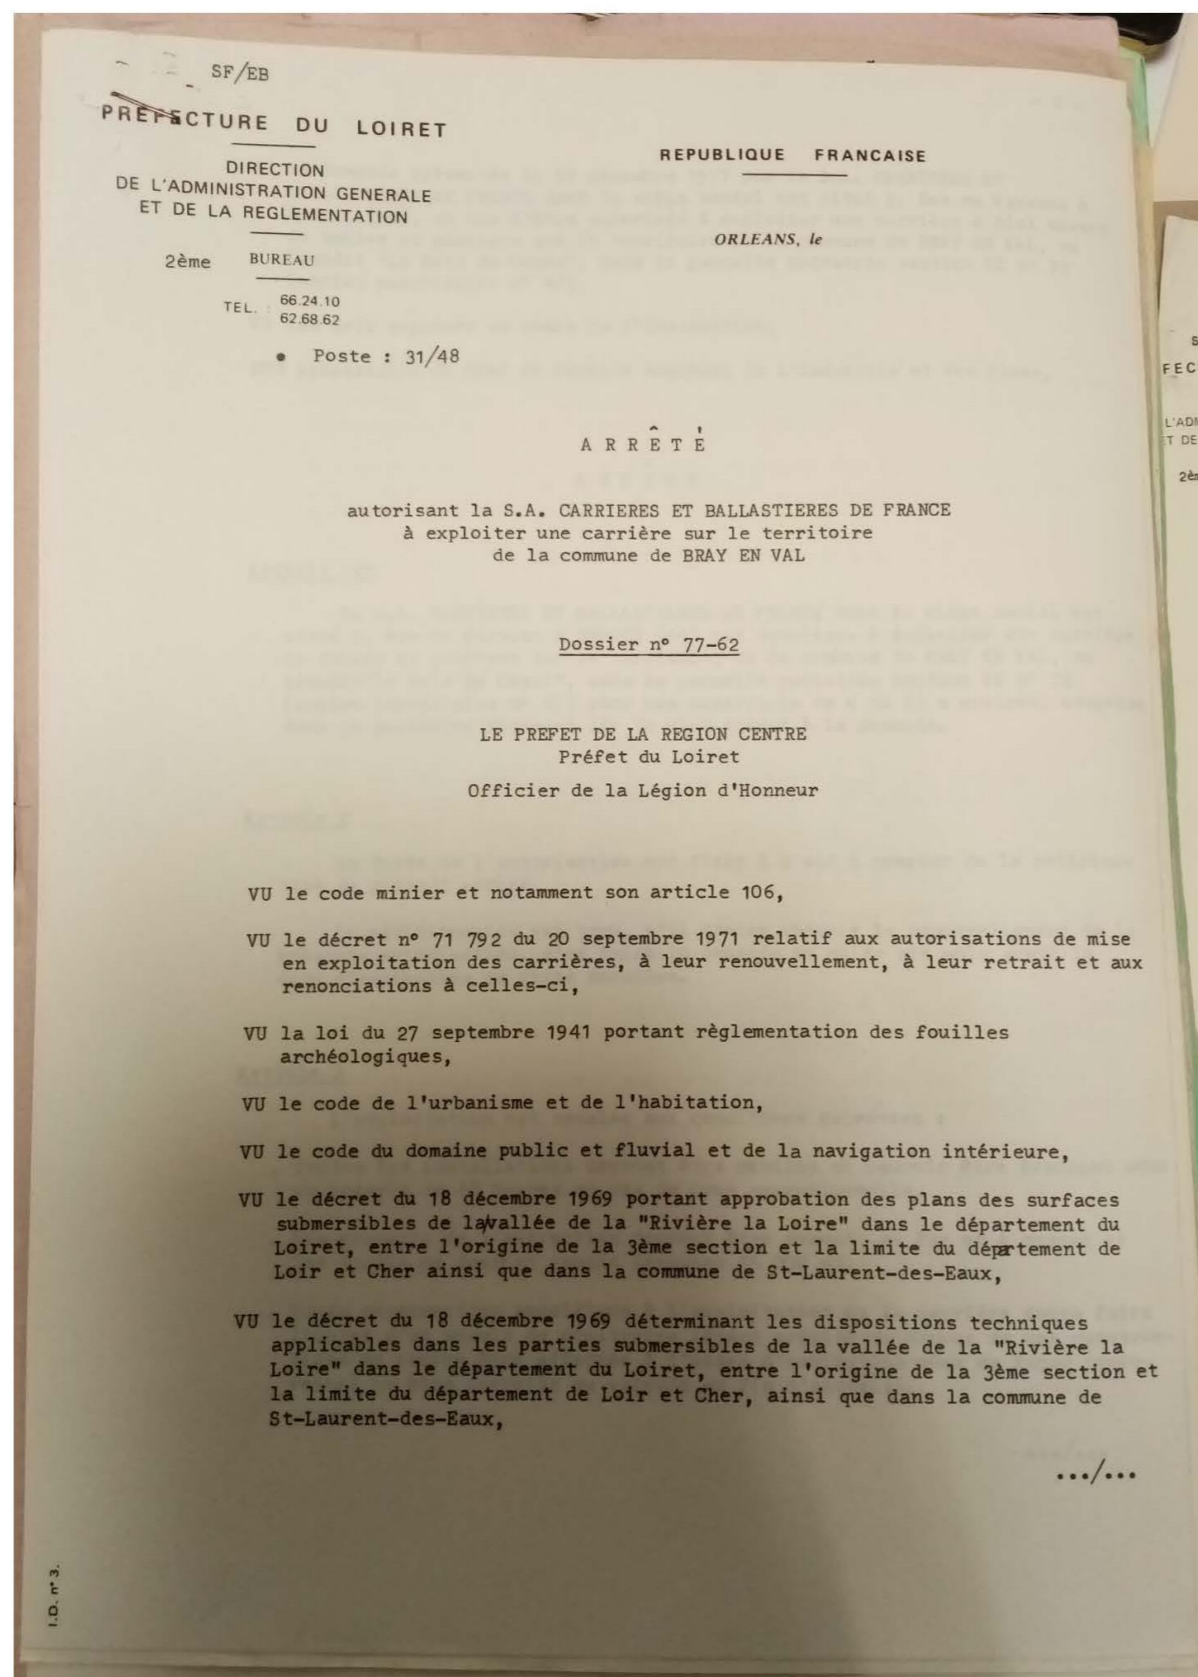 SF/EB
PREFECTURE DU LOIRET
DIRECTION
DE L'ADMINISTRATION GENERALE
ET DE LA REGLEMENTATION
2ème BUREAU
TEL. : 66.24.10
62.68.62
• Poste : 31/48
REPUBLIQUE FRANCAISE
ORLEANS, le
ARRÊTÉ
autorisant la S.A. CARRIERES ET BALLASTIERES DE FRANCE
à exploiter une carrière sur le territoire
de la commune de BRAY EN VAL
Dossier n° 77-62
LE PREFET DE LA REGION CENTRE
Préfet du Loiret
Officier de la Légion d'Honneur
VU le code minier et notamment son article 106,
VU le décret n° 71 792 du 20 septembre 1971 relatif aux autorisations de mise
en exploitation des carrières, à leur renouvellement, à leur retrait et aux
renonciations à celles-ci,
VU la loi du 27 septembre 1941 portant règlementation des fouilles
archéologiques,
VU le code de l'urbanisme et de l'habitation,
VU le code du domaine public et fluvial et de la navigation intérieure,
VU le décret du 18 décembre 1969 portant approbation des plans des surfaces
submersibles de la/vallée de la "Rivière la Loire" dans le département du
Loiret, entre l'origine de la 3ème section et la limite du départtement de
Loir et Cher ainsi que dans la commune de St-Laurent-des-Eaux,
VU le décret du 18 décembre 1969 déterminant les dispositions techniques
applicables dans les parties submersibles de la vallée de la "Rivière la
Loire" dans le département du Loiret, entre l'origine de la 3ème section et
la limite du département de Loir et Cher, ainsi que dans la commune de
St-Laurent-des-Eaux,
.../...
I.D. n° 3.
S
FEC
L'ADM
ET DE
2èm